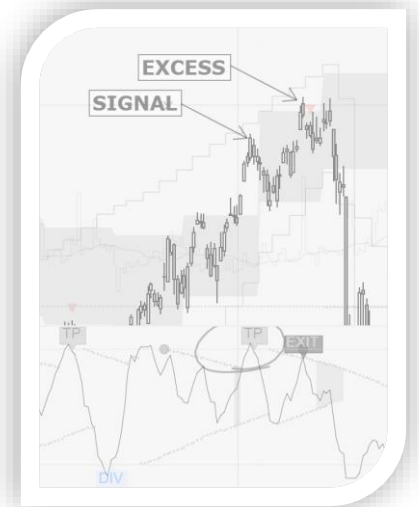 EXCESS
SIGNAL
TP
TP
EXIT
DIV